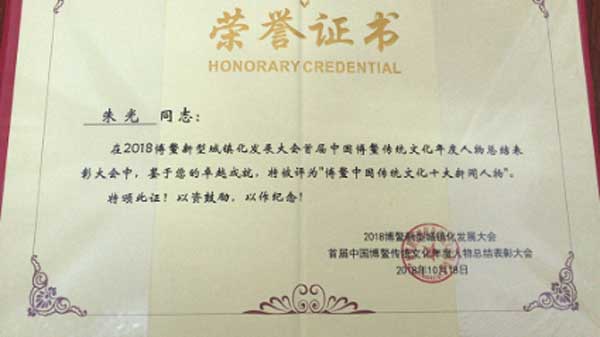 荣誉证书
HONORARY CREDENTIAL
朱光 同志：
在2018博鳌新型城镇化发展大会首届中国博鳌传统文化年度人物总结表
彰大会中，鉴于您的卓越成就，特被评为"博鳌中国传统文化十大新闻人物"。
特颁此证！以资鼓励，以作纪念！
2018博鳌新型城镇化发展大会
首届中国博鳌传统文化年度人物总结表彰大会
2018年10月18日